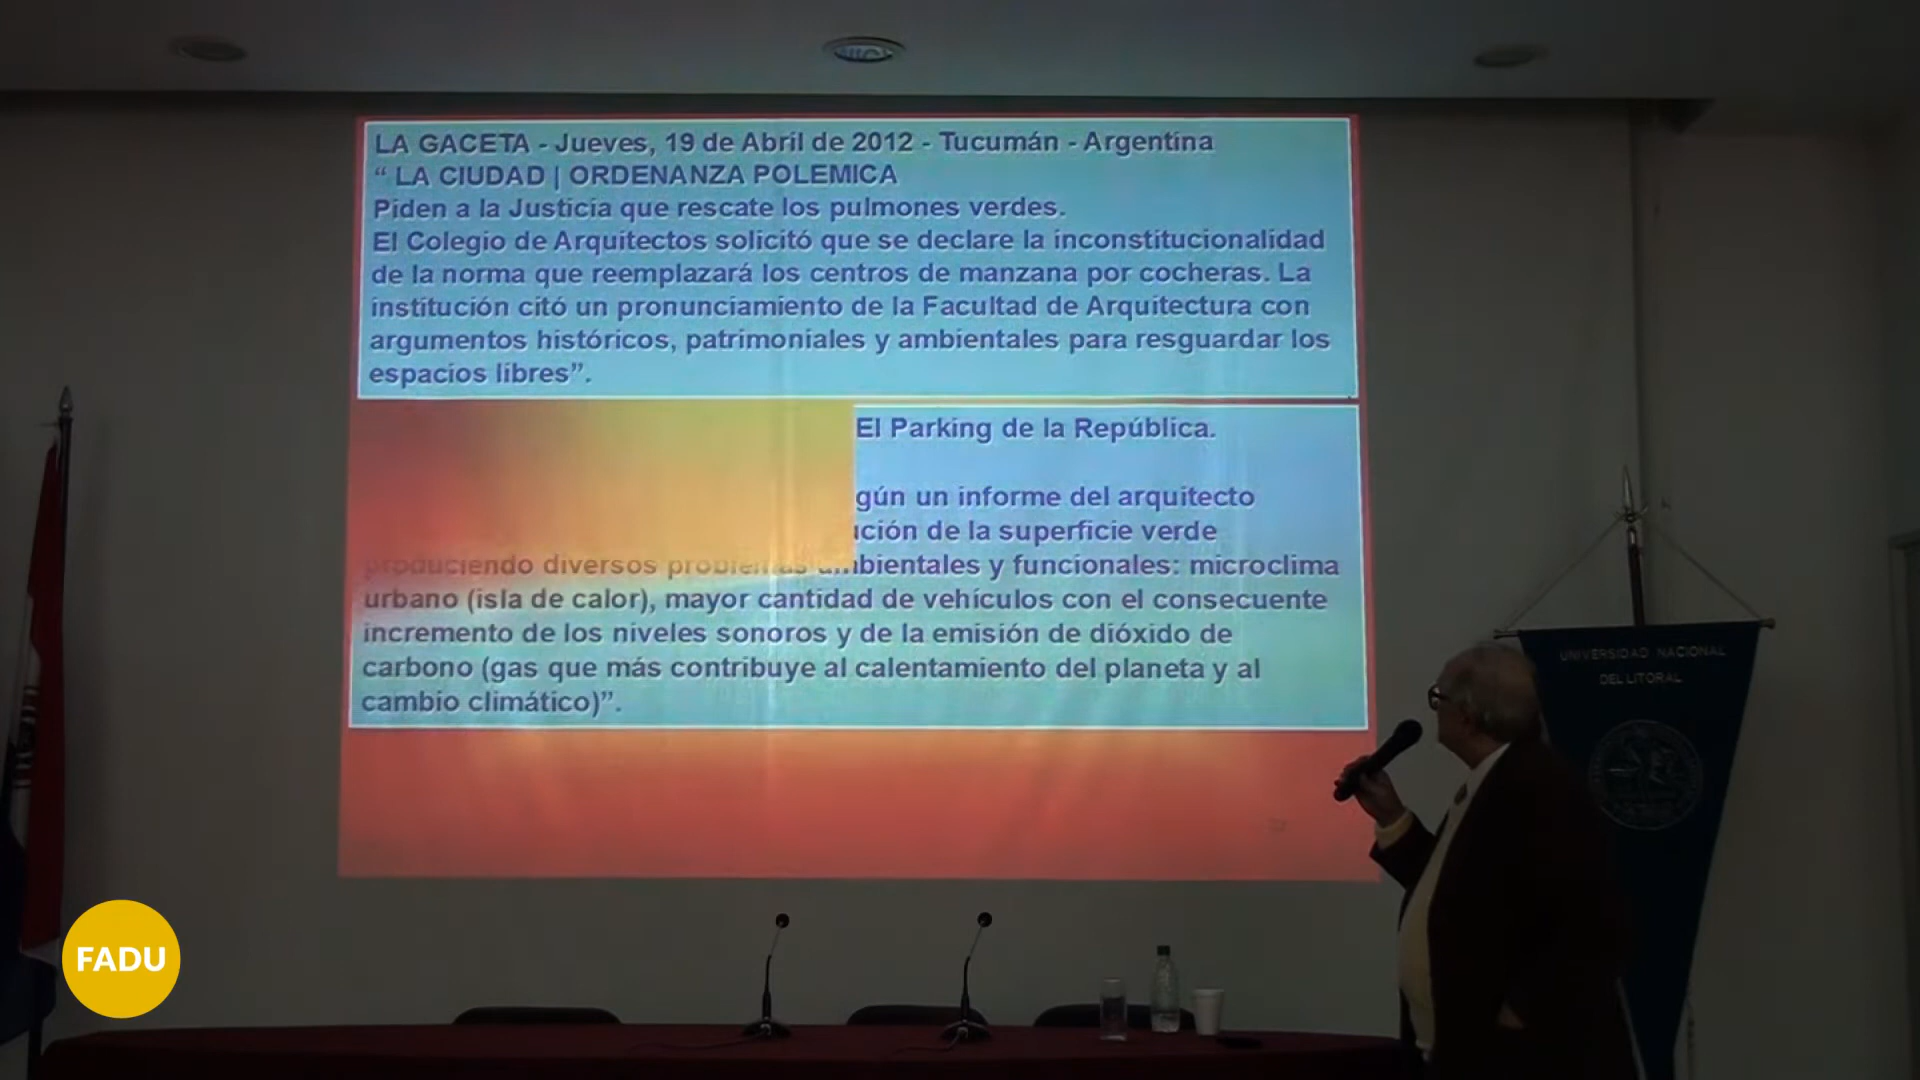 LA GACETA - Jueves, 19 de Abril de 2012 - Tucumán - Argentina
“ LA CIUDAD | ORDENANZA POLEMICA
Piden a la Justicia que rescate los pulmones verdes.
El Colegio de Arquitectos solicitó que se declare la inconstitucionalidad
de la norma que reemplazará los centros de manzana por cocheras. La
institución citó un pronunciamiento de la Facultad de Arquitectura con
argumentos históricos, patrimoniales y ambientales para resguardar los
espacios libres”.
El Parking de la República.
gún un informe del arquitecto
ción de la superficie verde
produciendo diversos problemas ambientales y funcionales: microclima
urbano (isla de calor), mayor cantidad de vehículos con el consecuente
incremento de los niveles sonoros y de la emisión de dióxido de
carbono (gas que más contribuye al calentamiento del planeta y al
cambio climático)”.
UNIVERSIDAD NACIONAL
DEL LITORAL
FADU